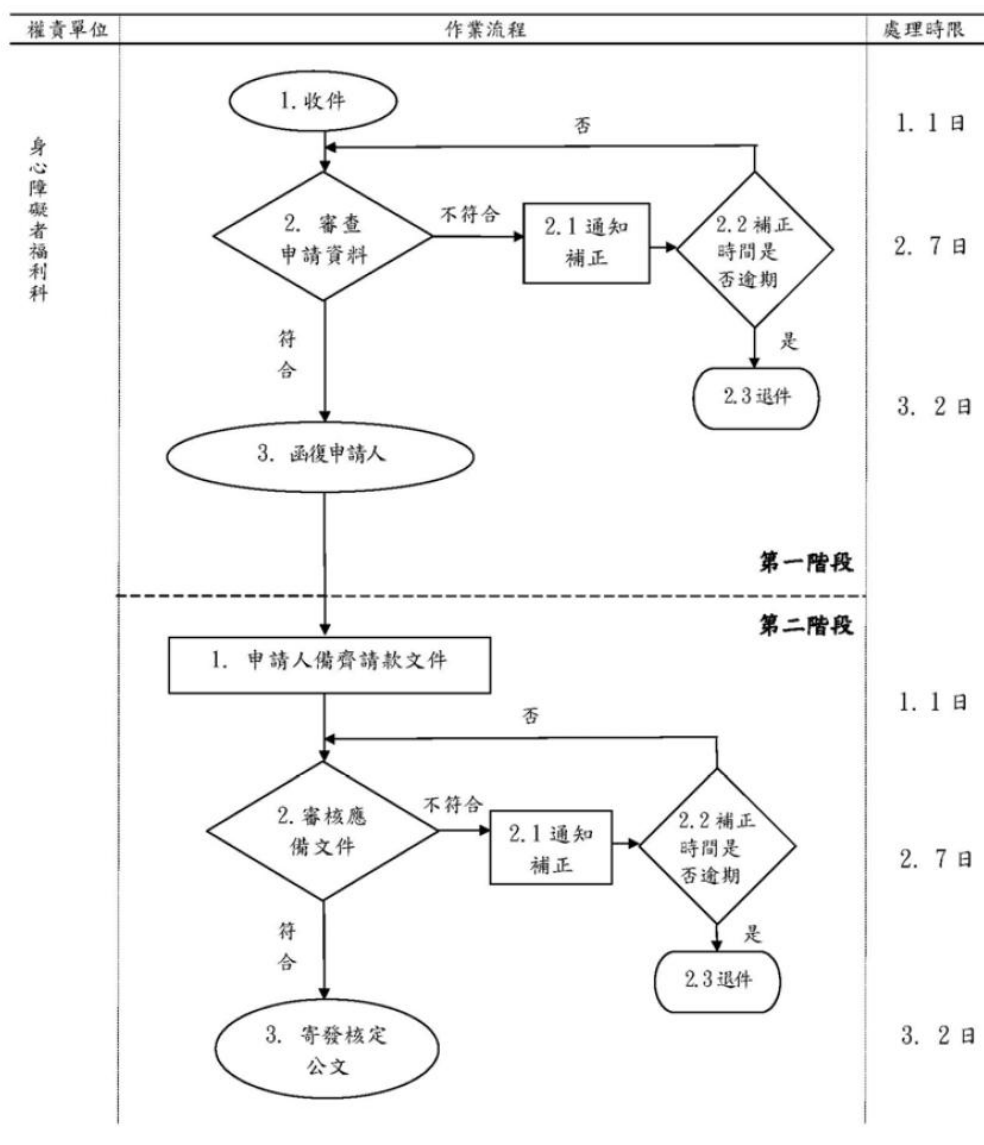 權責單位
作業流程
處理時限
身心障礙者福利科
1.收件
1. 1日
否
2. 審查
申請資料
不符合
2.1通知
補正
2.2補正
時間是
否逾期
2. 7日
符
合
是
2.3退件
3. 2日
3. 函復申請人
第一階段
第二階段
1. 申請人備齊請款文件
1. 1日
否
2.審核應
備文件
不符合
2.1通知
補正
2.2補正
時間是
否逾期
2. 7日
符
合
是
2.3退件
3. 寄發核定
公文
3. 2日